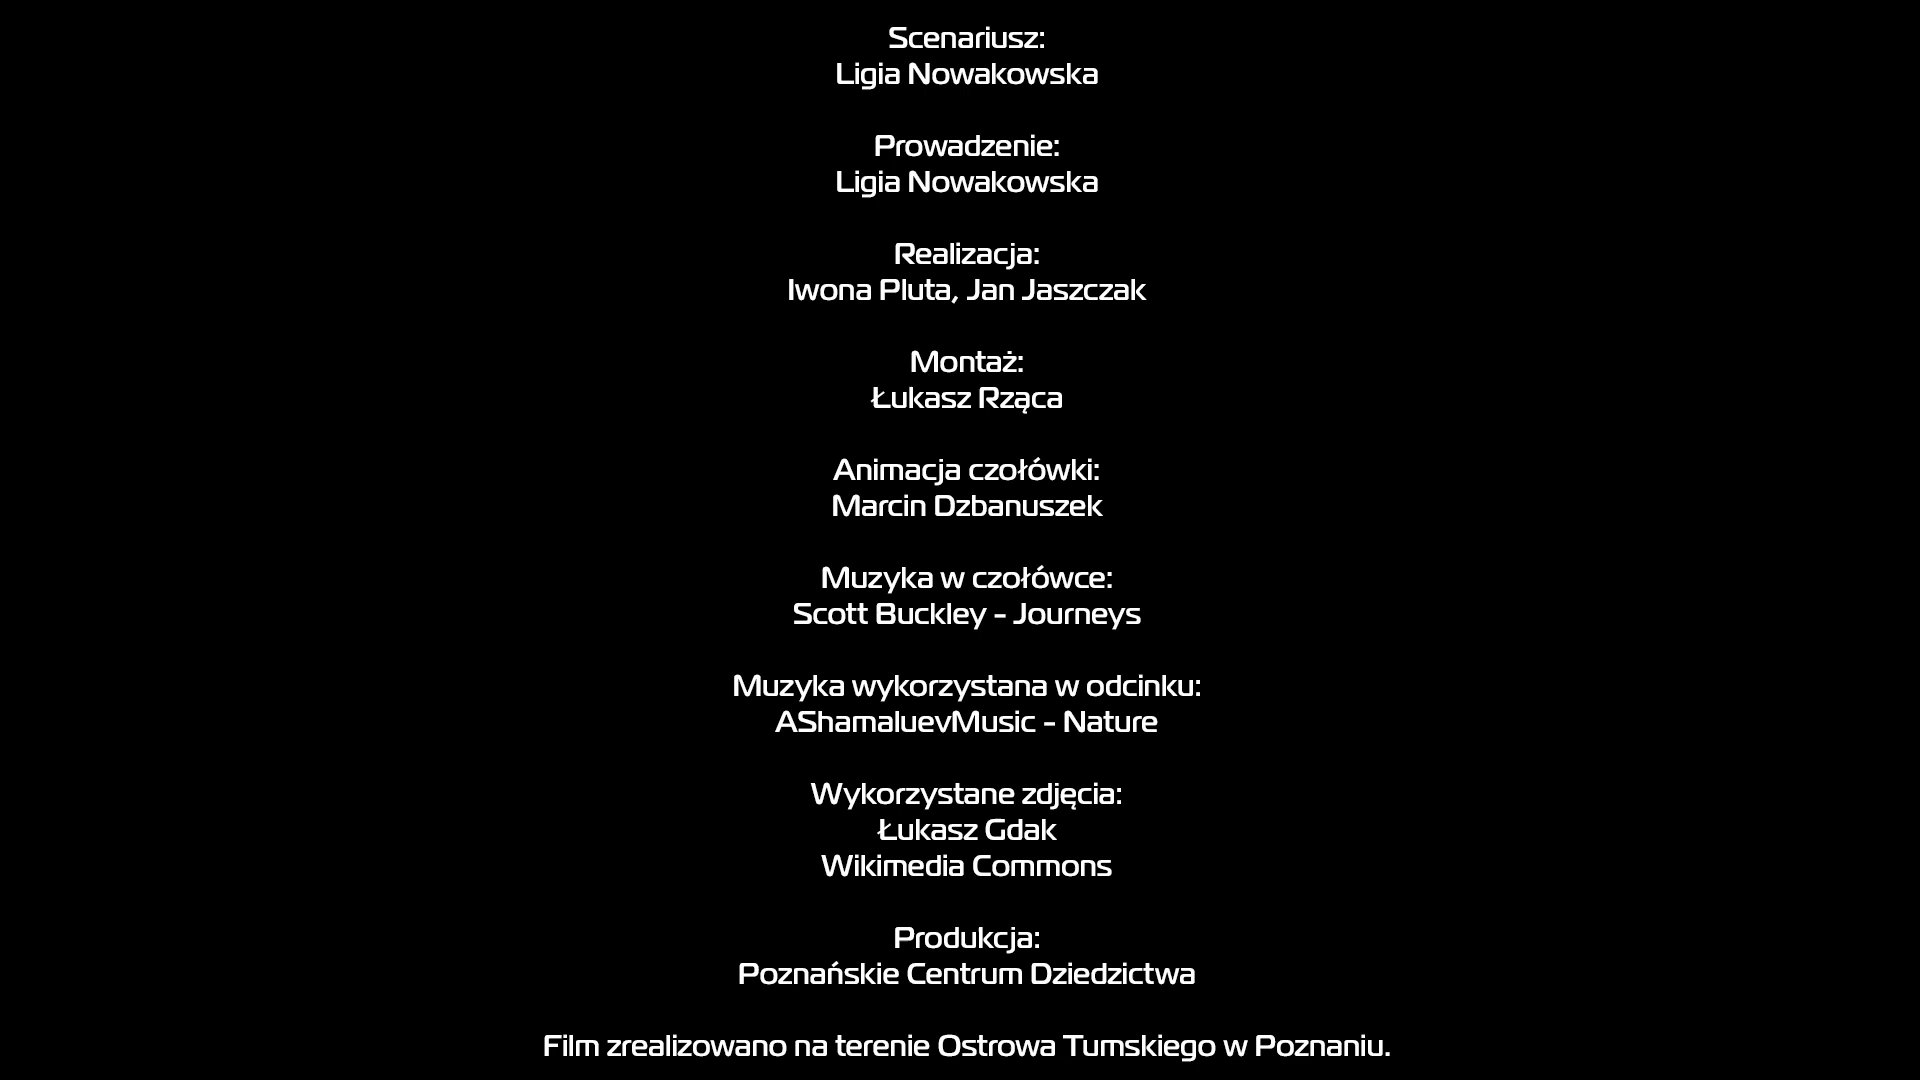 Scenariusz:
Ligia Nowakowska
Prowadzenie:
Ligia Nowakowska
Realizacja:
Iwona Pluta, Jan Jaszczak
Montaż:
Łukasz Rząca
Animacja czołówki:
Marcin Dzbanuszek
Muzyka w czołówce:
Scott Buckley - Journeys
Muzyka wykorzystana w odcinku:
AShamaluevMusic - Nature
Wykorzystane zdjęcia:
Łukasz Gdak
Wikimedia Commons
Produkcja:
Poznańskie Centrum Dziedzictwa
Film zrealizowano na terenie Ostrowa Tumskiego w Poznaniu.